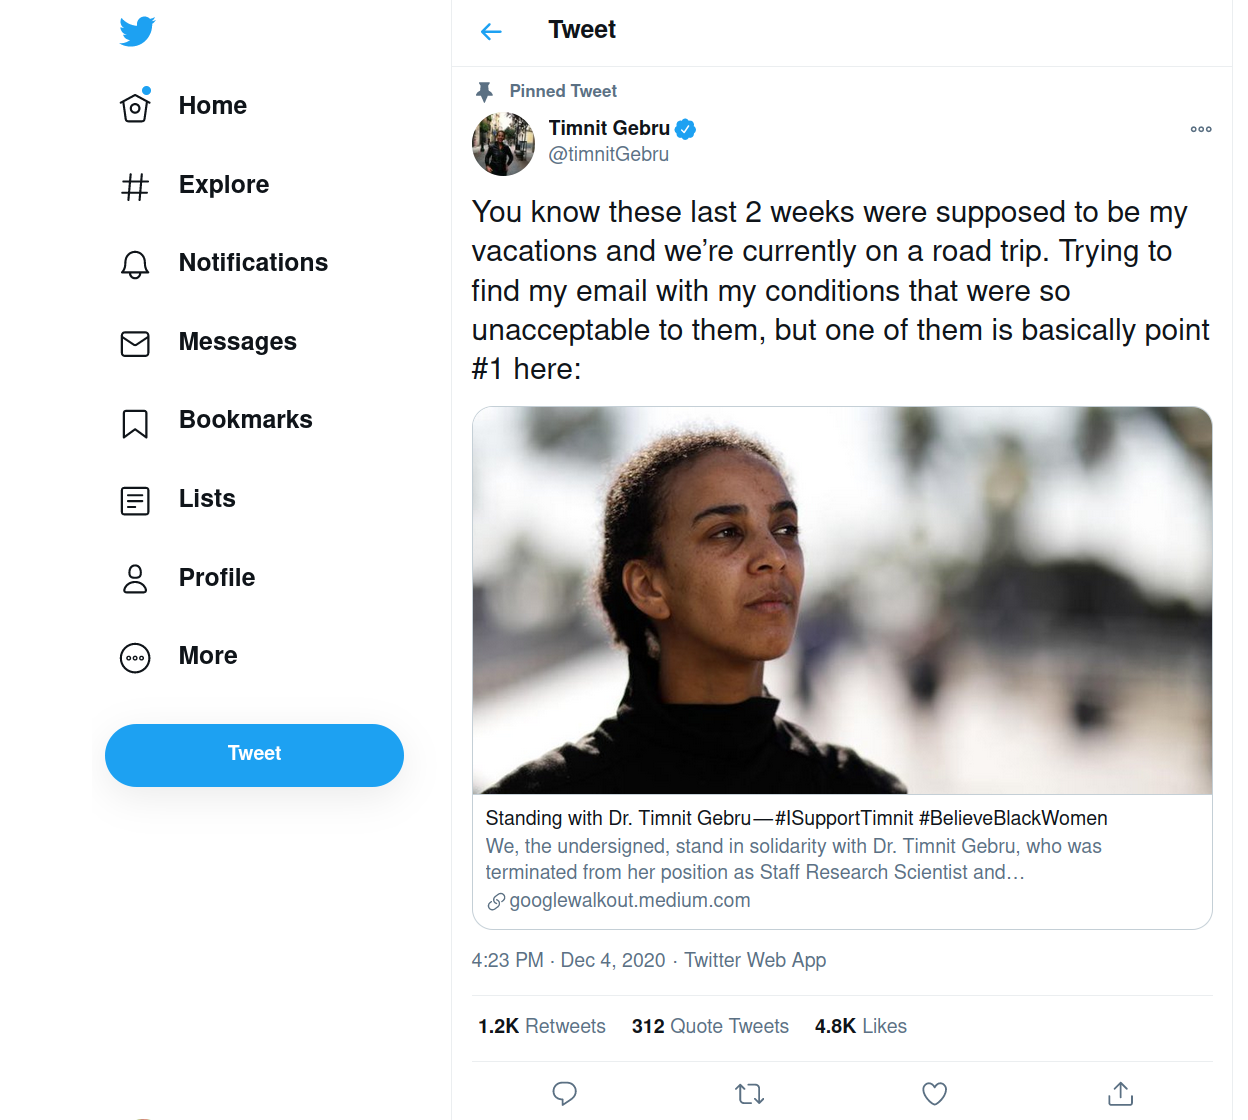 Home
Explore
Notifications
Messages
Bookmarks
Lists
Profile
More
Tweet
Tweet
Pinned Tweet
Timnit Gebru
@timnitGebru
You know these last 2 weeks were supposed to be my
vacations and we’re currently on a road trip. Trying to
find my email with my conditions that were so
unacceptable to them, but one of them is basically point
#1 here:
Standing with Dr. Timnit Gebru — #ISupportTimnit #BelieveBlackWomen
We, the undersigned, stand in solidarity with Dr. Timnit Gebru, who was
terminated from her position as Staff Research Scientist and…
googlewalkout.medium.com
4:23 PM · Dec 4, 2020 · Twitter Web App
1.2K Retweets 312 Quote Tweets 4.8K Likes